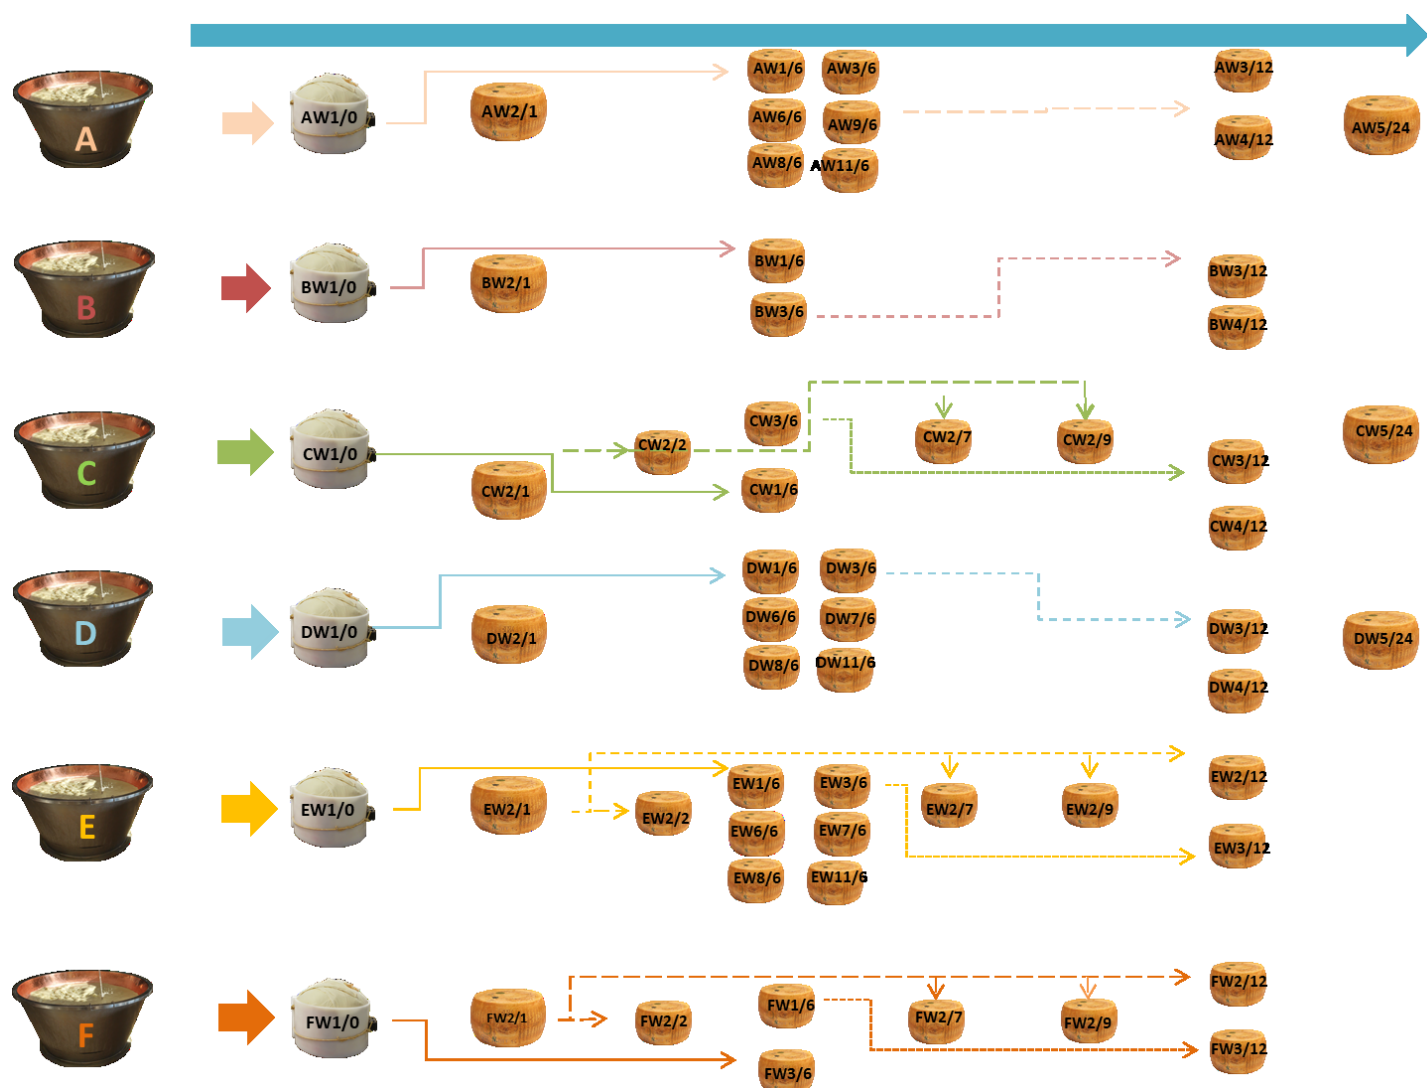 AW1/6 AW3/6 AW3/12
A AW1/0 AW2/1 AW6/6 AW9/6 AW4/12 AW5/24
AW8/6 AW11/6
BW1/6 BW3/12
B BW1/0 BW2/1 BW3/6 BW4/12
CW3/6 CW2/7 CW2/9 CW5/24
C CW1/0 CW2/2 CW3/12
CW2/1 CW1/6 CW4/12
DW1/6 DW3/6
D DW1/0 DW2/1 DW6/6 DW7/6 DW3/12 DW5/24
DW8/6 DW11/6 DW4/12
EW1/6 EW3/6 EW2/12
E EW1/0 EW2/1 EW2/2 EW6/6 EW7/6 EW2/7 EW2/9 EW3/12
EW8/6 EW11/6
FW1/6 FW2/12
F FW1/0 FW2/1 FW2/2 FW2/7 FW2/9 FW3/12
FW3/6